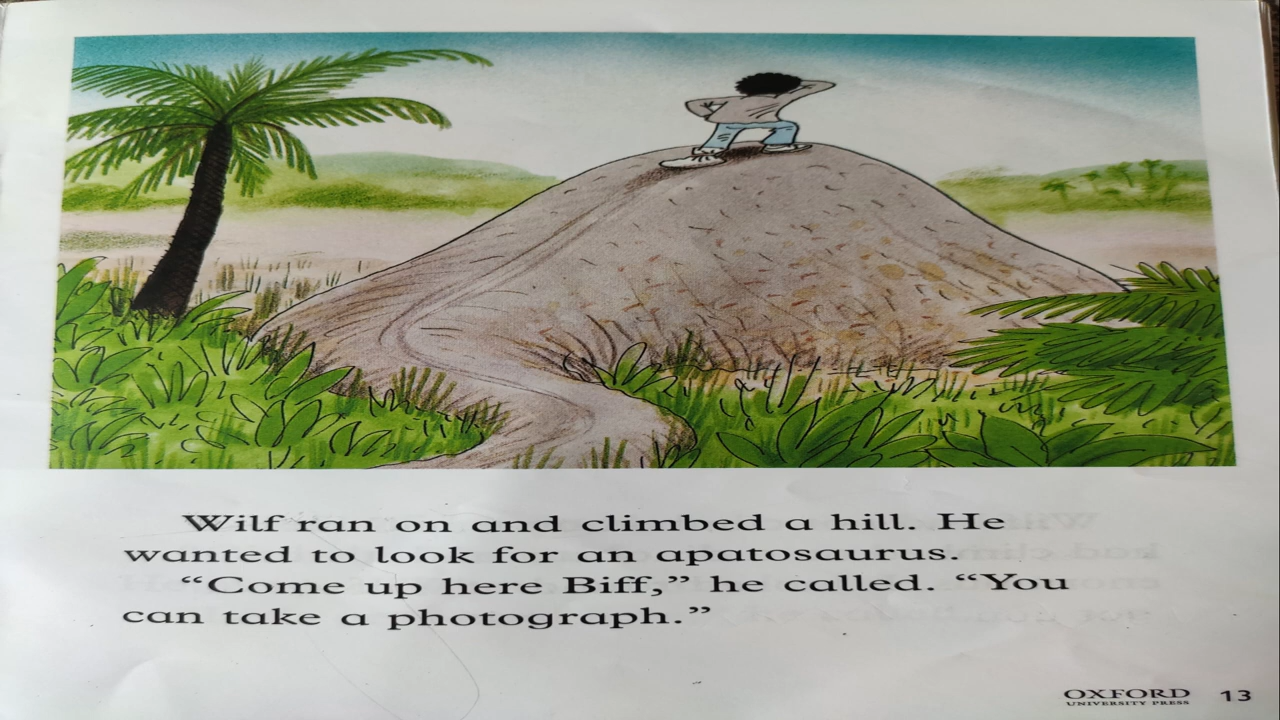 Wilf ran on and climbed a hill. He
wanted to look for an apatosaurus.
“Come up here Biff,” he called. “You
can take a photograph.”
OXFORD
UNIVERSITY PRESS
13